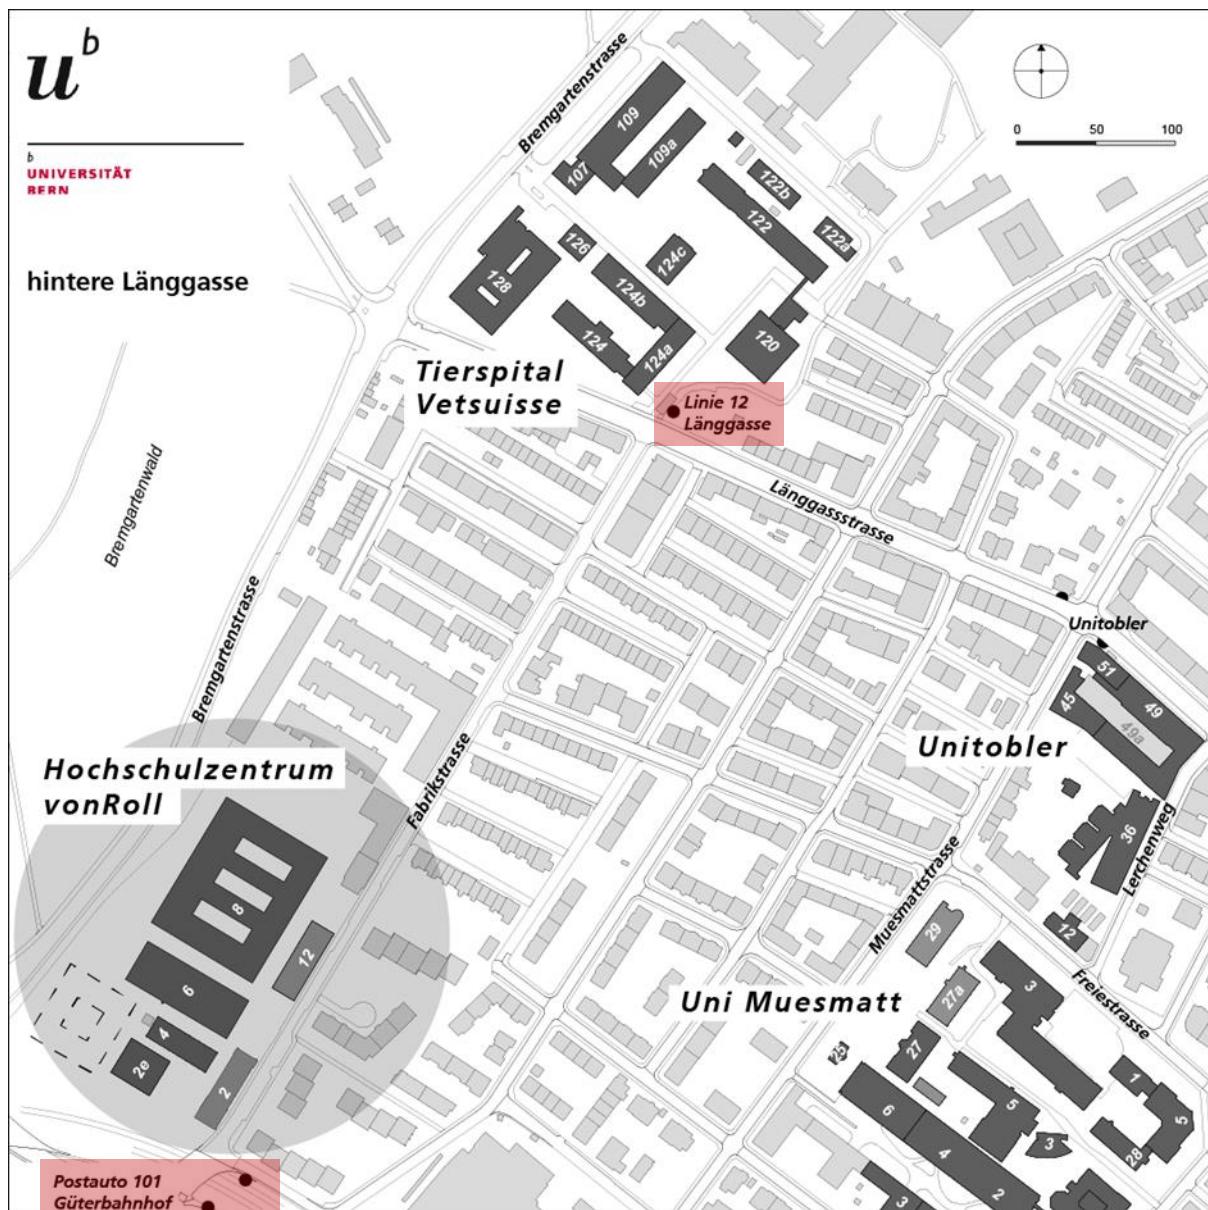 u
b
b
UNIVERSITÄT
BERN
hintere Länggasse
0 50 100
Bremgartenstrasse
109
109a
107
122b
122
122a
126
124c
128
124b
124
124a
120
Tierspital
Vetsuisse
Linie 12
Länggasse
Länggassstrasse
Bremgartenwald
Bremgartenstrasse
Unitobler
51
45
49
49a
Unitobler
Hochschulzentrum
vonRoll
Fabrikstrasse
36
Lerchenweg
8
12
6
4
2e
2
Muesmattstrasse
29
12
Freiestrasse
Uni Muesmatt
27a
3
27
25
1
5
5
6
3
28
4
2
3
Postauto 101
Güterbahnhof